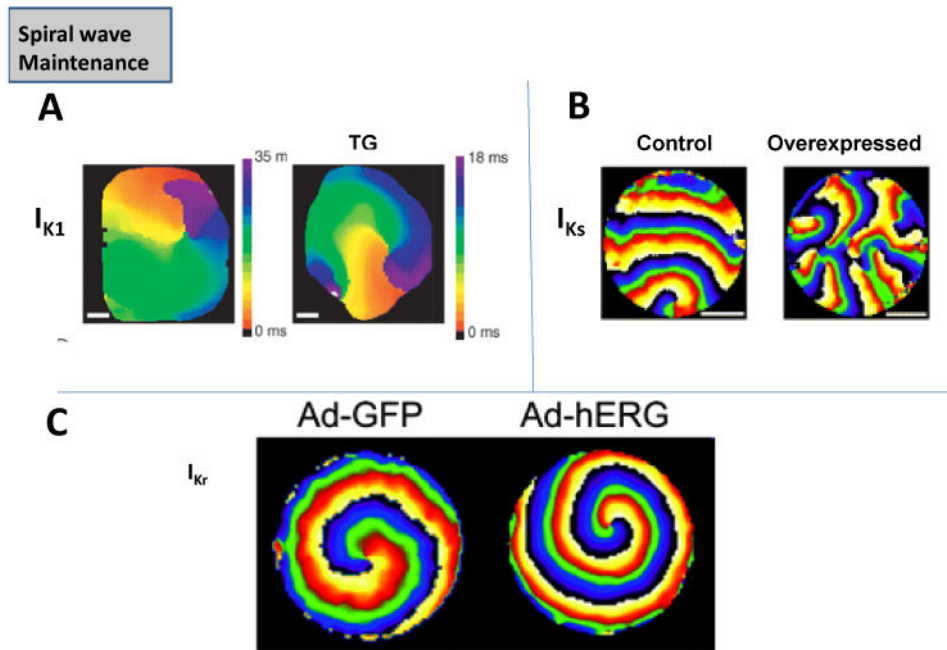 Spiral wave
Maintenance
A
B
TG
Control
Overexpressed
35 m
18 ms
IK1
IKs
0 ms
0 ms
C
Ad-GFP
Ad-hERG
IKr